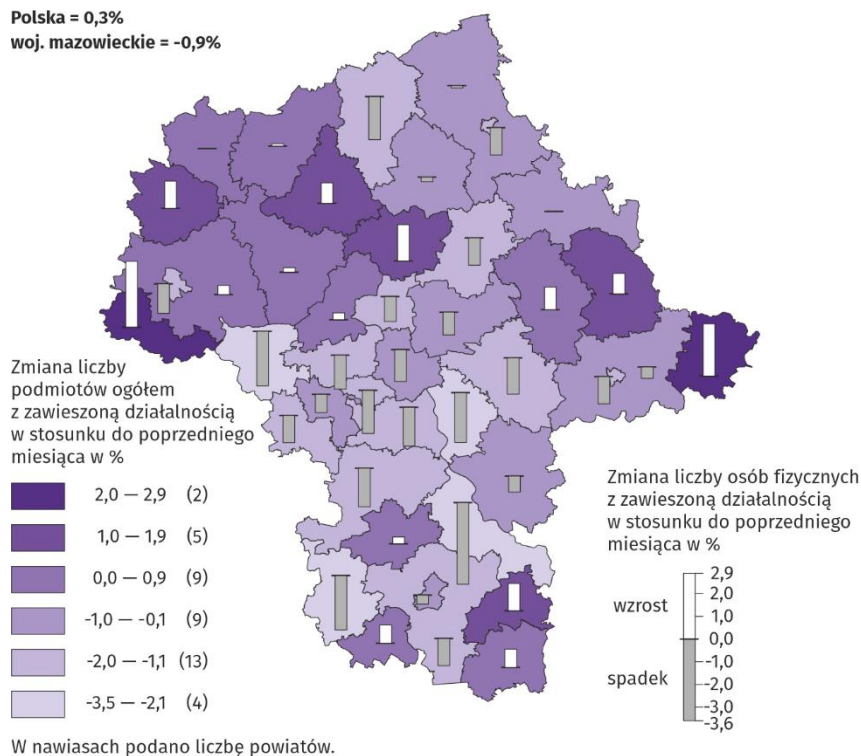 Polska = 0,3%
woj. mazowieckie = -0,9%
Zmiana liczby
podmiotów ogółem
z zawieszoną działalnością
w stosunku do poprzedniego
miesiąca w %
2,0 — 2,9 (2)
1,0 — 1,9 (5)
0,0 — 0,9 (9)
-1,0 — -0,1 (9)
-2,0 — -1,1 (13)
-3,5 — -2,1 (4)
W nawiasach podano liczbę powiatów.
Zmiana liczby osób fizycznych
z zawieszoną działalnością
w stosunku do poprzedniego
miesiąca w %
wzrost
spadek
2,9
2,0
1,0
0,0
-1,0
-2,0
-3,0
-3,6